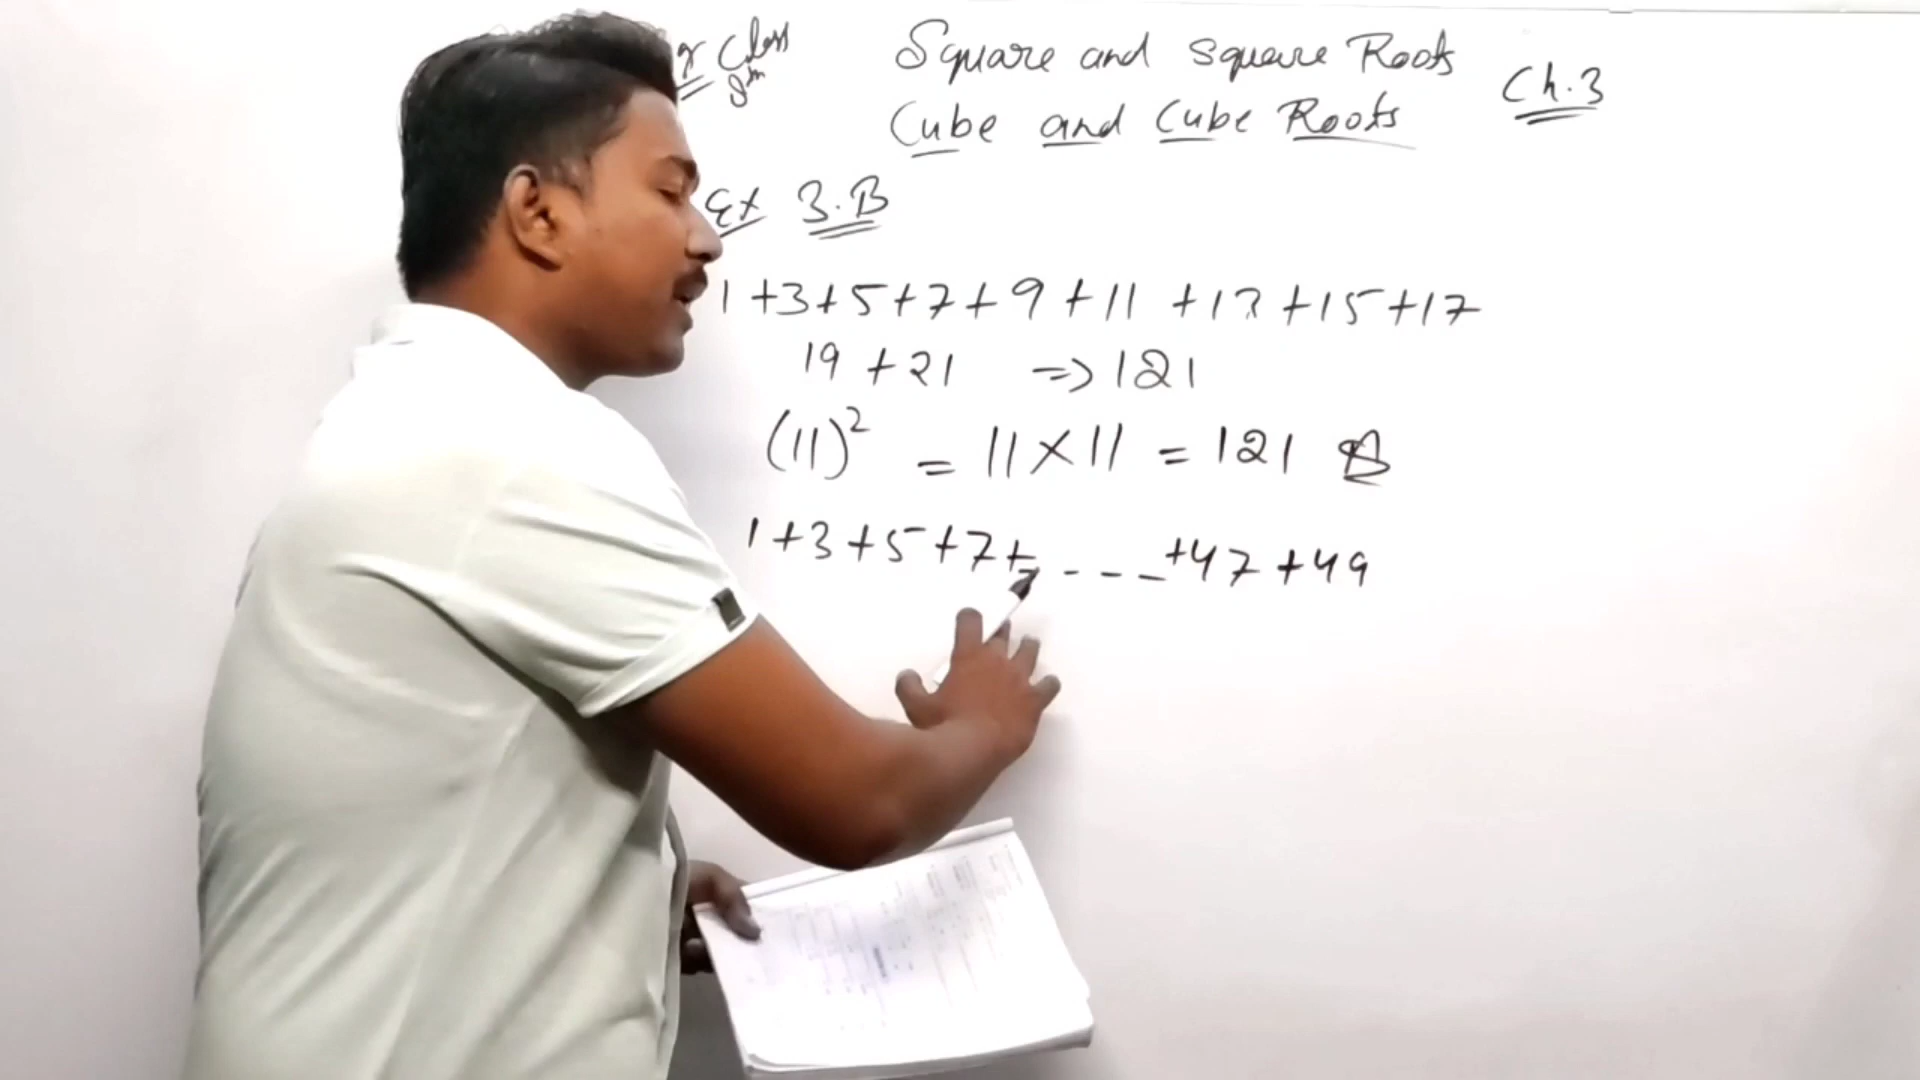 Class
8th
Square and square Roots
Cube and Cube Roots
Ch.3
Ex 3.B
1+3+5+7+9+11+13+15+17
19+21 => 121
(11)² = 11×11 = 121
1+3+5+7+----+47+49